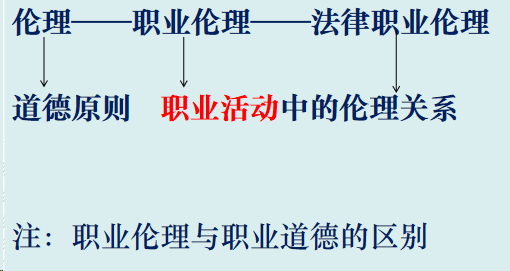 伦理——职业伦理——法律职业伦理
道德原则 职业活动中的伦理关系
注：职业伦理与职业道德的区别